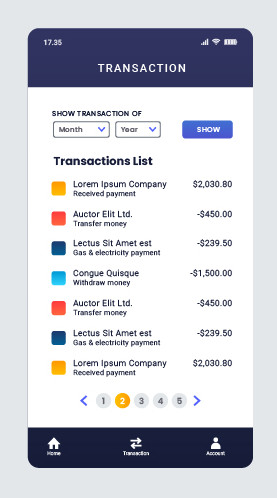 17.35
TRANSACTION
SHOW TRANSACTION OF
Month Year SHOW
Transactions List
Lorem Ipsum Company $2,030.80
Received payment
Auctor Elit Ltd. -$450.00
Transfer money
Lectus Sit Amet est -$239.50
Gas & electricity payment
Congue Quisque -$1,500.00
Withdraw money
Auctor Elit Ltd. -$450.00
Transfer money
Lectus Sit Amet est -$239.50
Gas & electricity payment
Lorem Ipsum Company $2,030.80
Received payment
1 2 3 4 5
Home Transaction Account